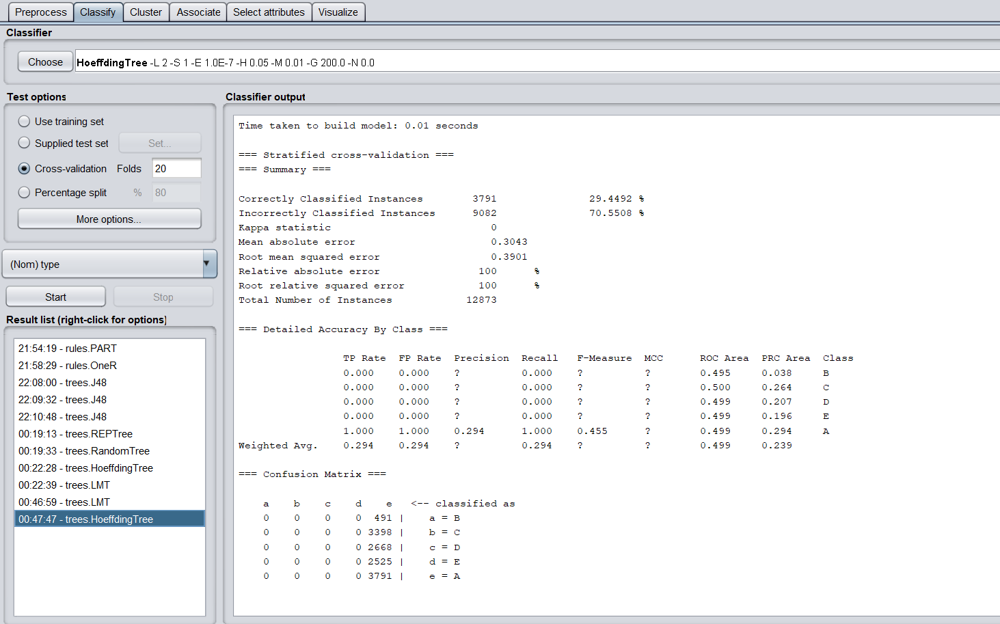 Preprocess Classify Cluster Associate Select attributes Visualize
Classifier
Choose HoeffdingTree -L 2 -S 1 -E 1.0E-7 -H 0.05 -M 0.01 -G 200.0 -N 0.0
Test options
Use training set
Supplied test set Set...
Cross-validation Folds 20
Percentage split % 80
More options...
(Nom) type
Start Stop
Result list (right-click for options)
21:54:19 - rules.PART
21:58:29 - rules.OneR
22:08:00 - trees.J48
22:09:32 - trees.J48
22:10:48 - trees.J48
00:19:13 - trees.REPTree
00:19:33 - trees.RandomTree
00:22:28 - trees.HoeffdingTree
00:22:39 - trees.LMT
00:46:59 - trees.LMT
00:47:47 - trees.HoeffdingTree
Classifier output
Time taken to build model: 0.01 seconds
=== Stratified cross-validation ===
=== Summary ===
Correctly Classified Instances 3791 29.4492 %
Incorrectly Classified Instances 9082 70.5508 %
Kappa statistic 0
Mean absolute error 0.3043
Root mean squared error 0.3901
Relative absolute error 100 %
Root relative squared error 100 %
Total Number of Instances 12873
=== Detailed Accuracy By Class ===
TP Rate FP Rate Precision Recall F-Measure MCC ROC Area PRC Area Class
0.000 0.000 ? 0.000 ? ? 0.495 0.038 B
0.000 0.000 ? 0.000 ? ? 0.500 0.264 C
0.000 0.000 ? 0.000 ? ? 0.499 0.207 D
0.000 0.000 ? 0.000 ? ? 0.499 0.196 E
1.000 1.000 0.294 1.000 0.455 ? 0.499 0.294 A
Weighted Avg. 0.294 0.294 ? 0.294 ? ? 0.499 0.239
=== Confusion Matrix ===
a b c d e <-- classified as
0 0 0 0 491 | a = B
0 0 0 0 3398 | b = C
0 0 0 0 2668 | c = D
0 0 0 0 2525 | d = E
0 0 0 0 3791 | e = A